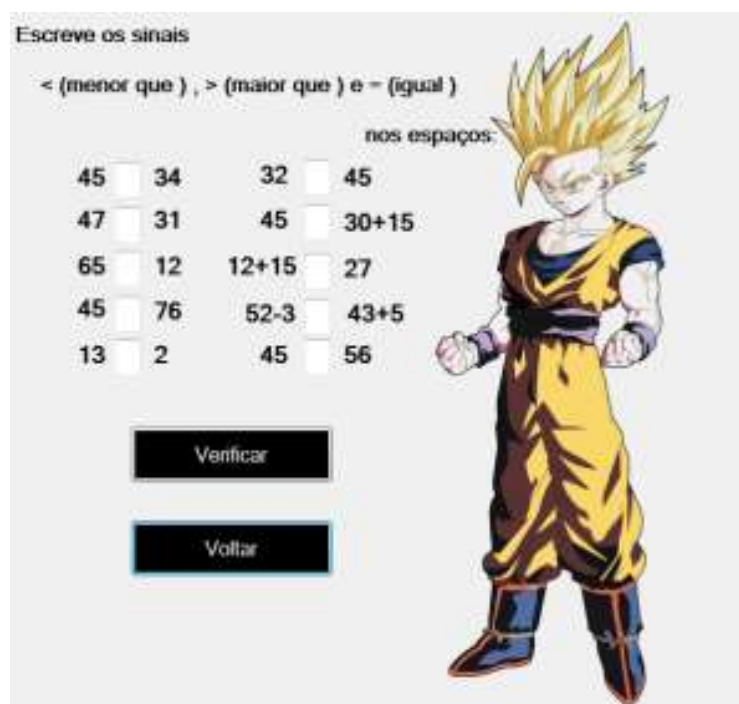 Escreve os sinais
< (menor que ) , > (maior que ) e = (igual )
nos espaços:
45 34 32 45
47 31 45 30+15
65 12 12+15 27
45 76 52-3 43+5
13 2 45 56
Verificar
Voltar